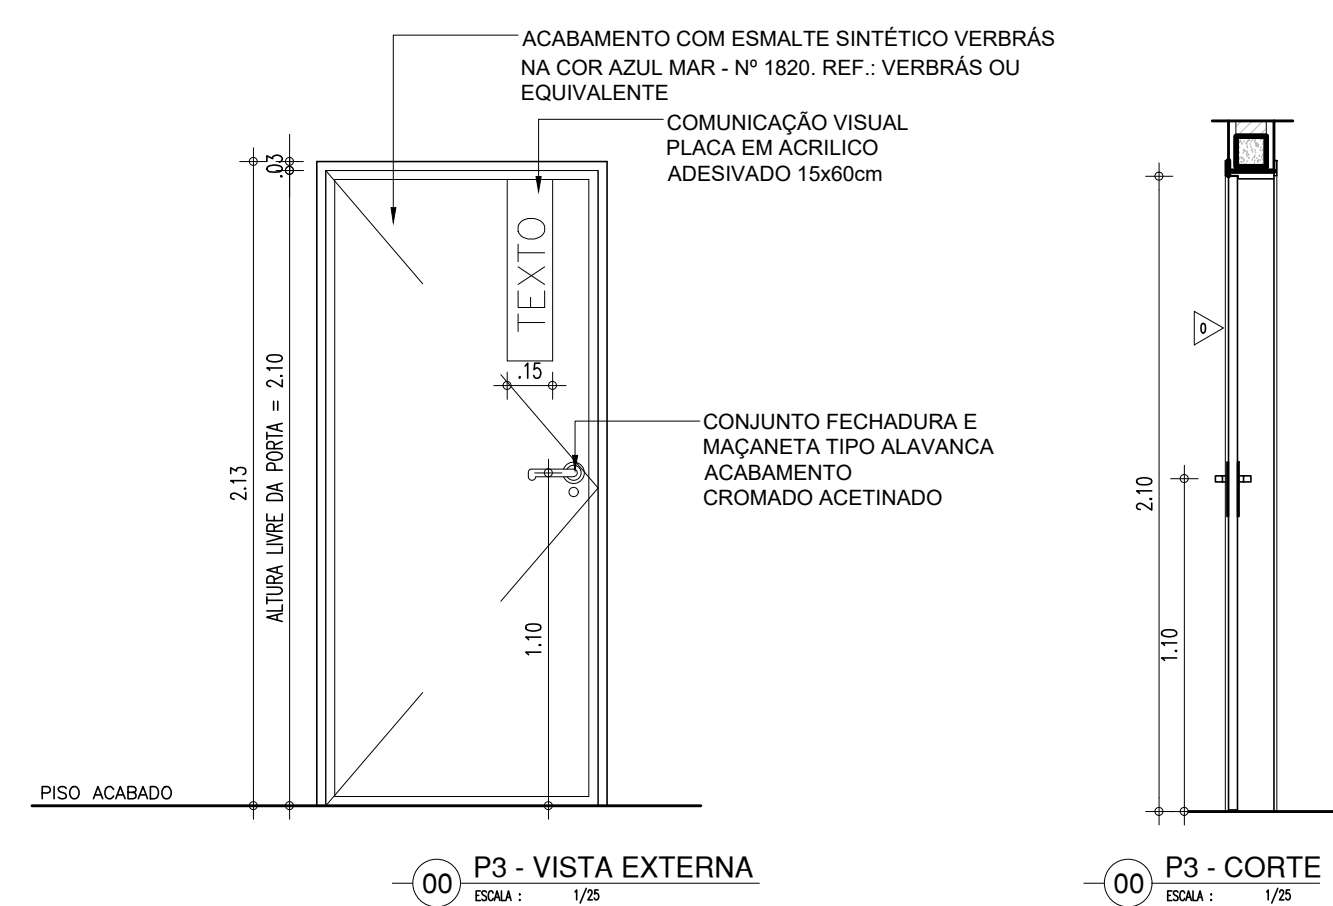 ACABAMENTO COM ESMALTE SINTÉTICO VERBRÁS
NA COR AZUL MAR - Nº 1820. REF.: VERBRÁS OU
EQUIVALENTE
COMUNICAÇÃO VISUAL
PLACA EM ACRILICO
ADESIVADO 15x60cm
.03
TEXTO
.15
ALTURA LIVRE DA PORTA = 2.10
2.13
CONJUNTO FECHADURA E
MAÇANETA TIPO ALAVANCA
ACABAMENTO
CROMADO ACETINADO
1.10
PISO ACABADO
00
P3 - VISTA EXTERNA
ESCALA : 1/25
0
2.10
1.10
00
P3 - CORTE
ESCALA : 1/25